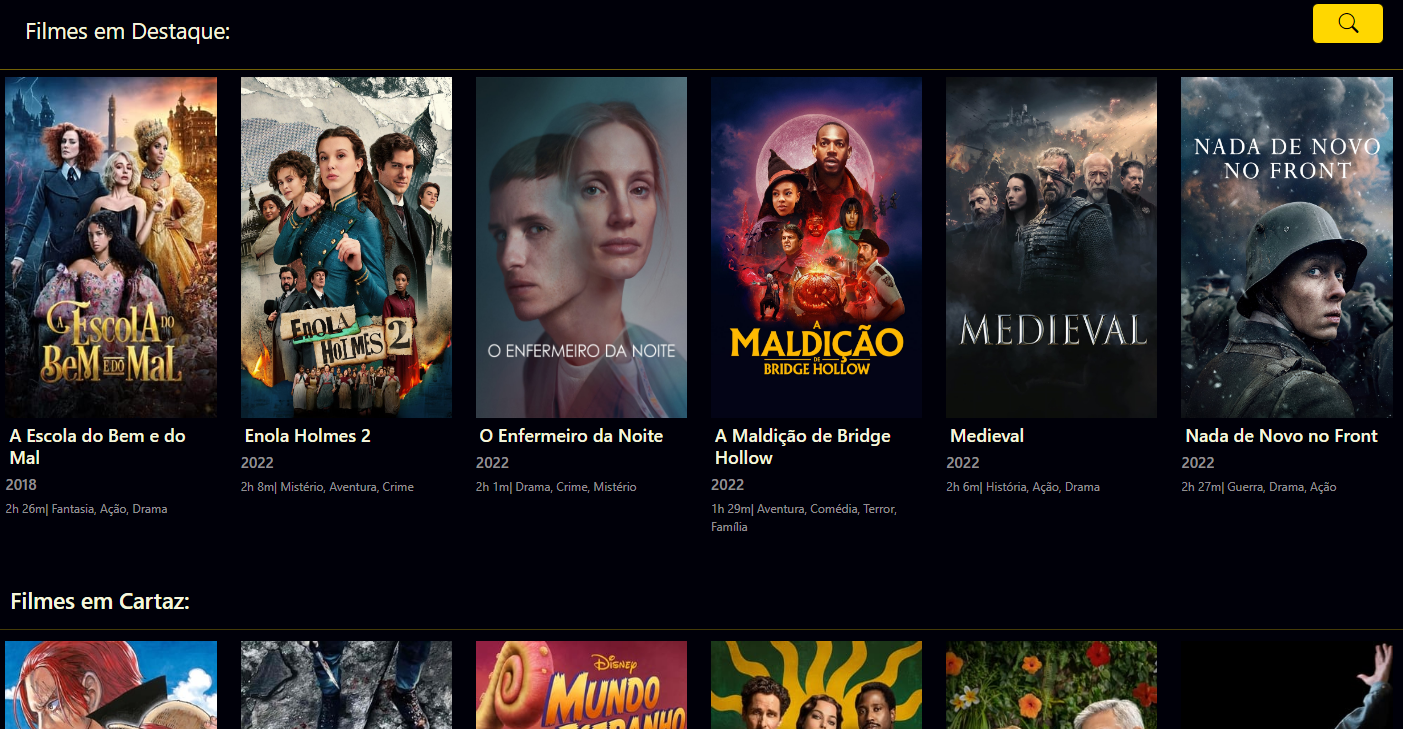 Filmes em Destaque:
A ESCOLA DO
BEM E DO MAL
ENOLA
HOLMES 2
O ENFERMEIRO DA NOITE
A
MALDIÇÃO
DE
BRIDGE HOLLOW
MEDIEVAL
NADA DE NOVO
NO FRONT
A Escola do Bem e do
Mal
2018
2h 26m| Fantasia, Ação, Drama
Enola Holmes 2
2022
2h 8m| Mistério, Aventura, Crime
O Enfermeiro da Noite
2022
2h 1m| Drama, Crime, Mistério
A Maldição de Bridge
Hollow
2022
1h 29m| Aventura, Comédia, Terror,
Família
Medieval
2022
2h 6m| História, Ação, Drama
Nada de Novo no Front
2022
2h 27m| Guerra, Drama, Ação
Filmes em Cartaz:
DISNEY
MUNDO
ESTRANHO